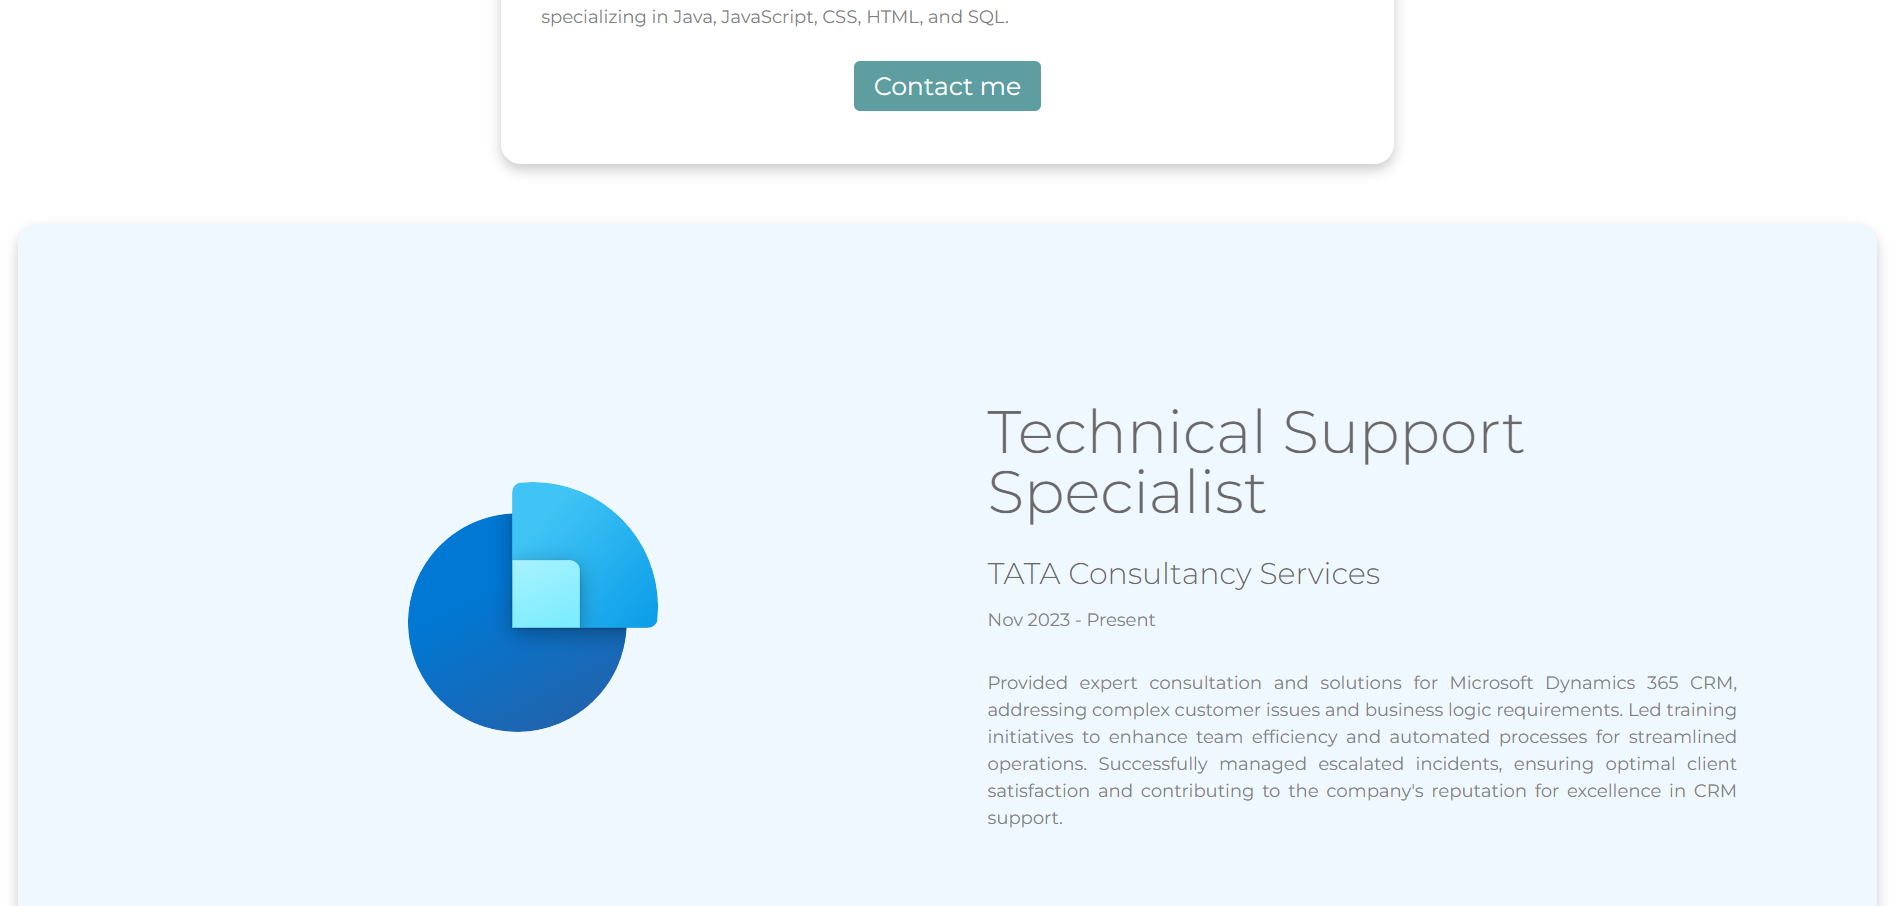 specializing in Java, JavaScript, CSS, HTML, and SQL.
Contact me
Technical Support
Specialist
TATA Consultancy Services
Nov 2023 - Present
Provided expert consultation and solutions for Microsoft Dynamics 365 CRM,
addressing complex customer issues and business logic requirements. Led training
initiatives to enhance team efficiency and automated processes for streamlined
operations. Successfully managed escalated incidents, ensuring optimal client
satisfaction and contributing to the company's reputation for excellence in CRM
support.